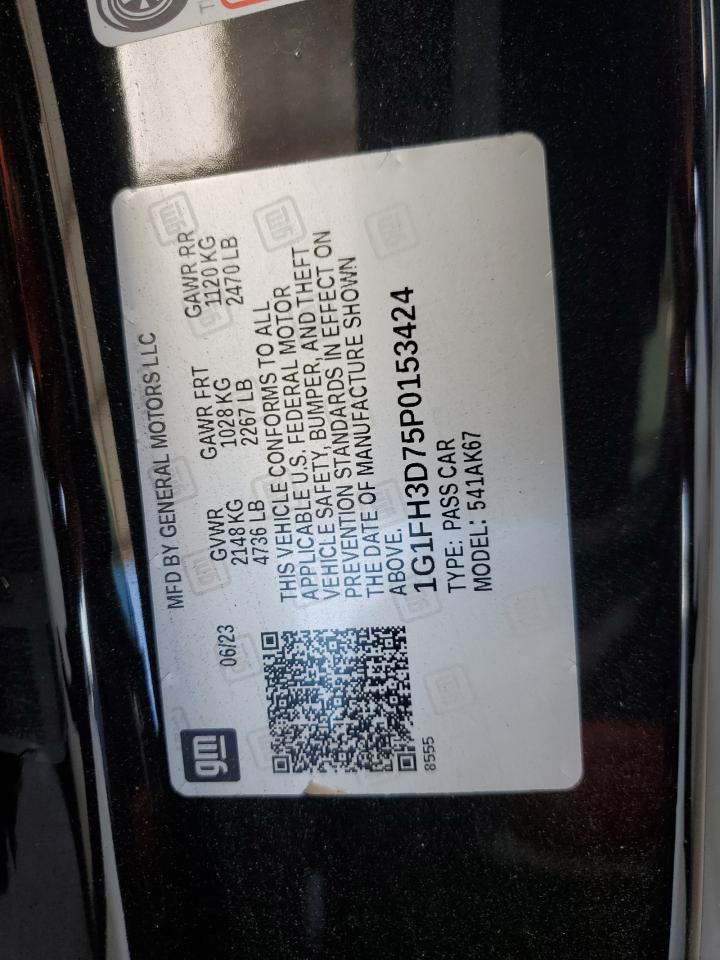 gm
MFD BY GENERAL MOTORS LLC
06/23
GVWR GAWR FRT GAWR RR
2148 KG 1028 KG 1120 KG
4736 LB 2267 LB 2470 LB
THIS VEHICLE CONFORMS TO ALL
APPLICABLE U.S. FEDERAL MOTOR
VEHICLE SAFETY, BUMPER, AND THEFT
PREVENTION STANDARDS IN EFFECT ON
THE DATE OF MANUFACTURE SHOWN
ABOVE.
1G1FH3D75P0153424
TYPE: PASS CAR
MODEL: 541AK67
8555